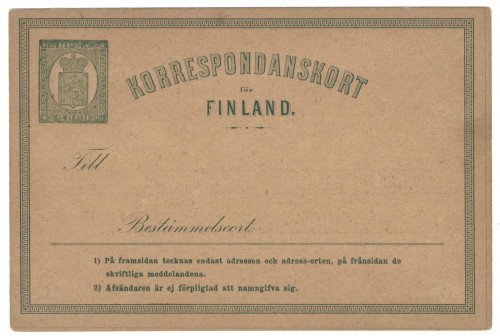 KORRESPONDANSKORT
för
FINLAND.
Till
Bestämmelseort
1) På framsidan tecknas endast adressen och adress-orten, på frånsidan de
skriftliga meddelandena.
2) Afsändaren är ej förpligtad att namngifva sig.